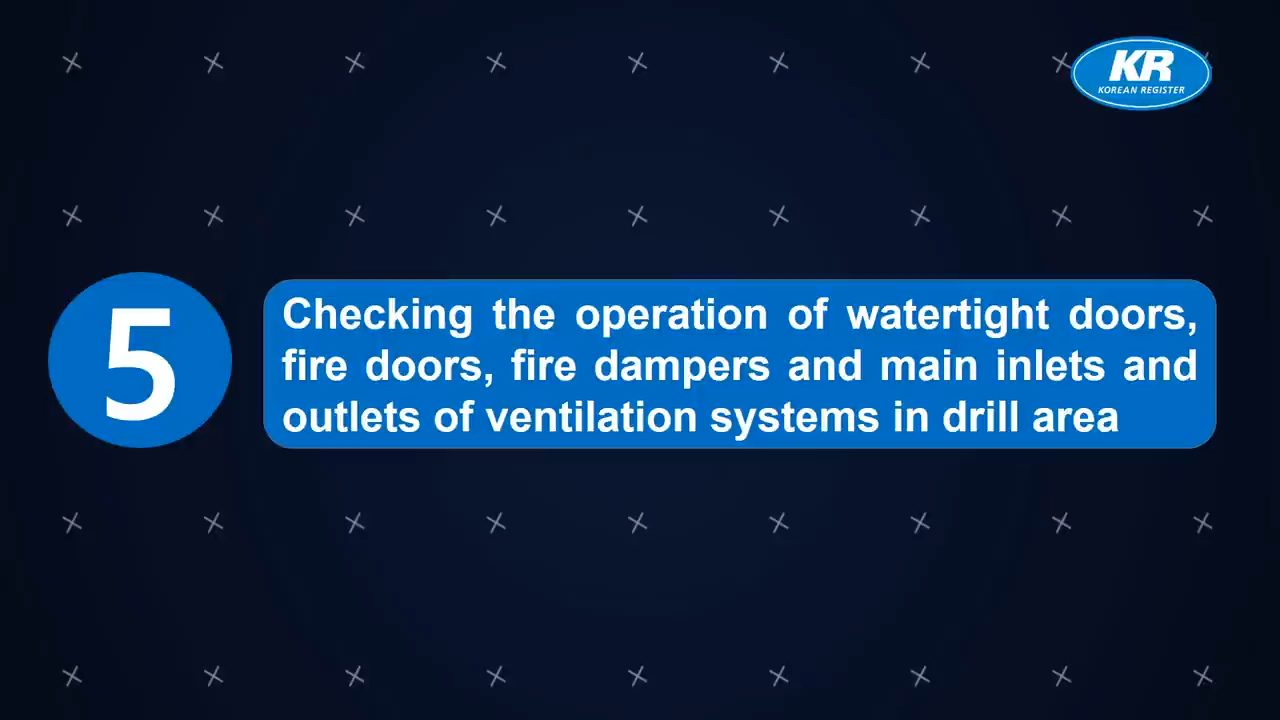 KR
KOREAN REGISTER
5
Checking the operation of watertight doors,
fire doors, fire dampers and main inlets and
outlets of ventilation systems in drill area